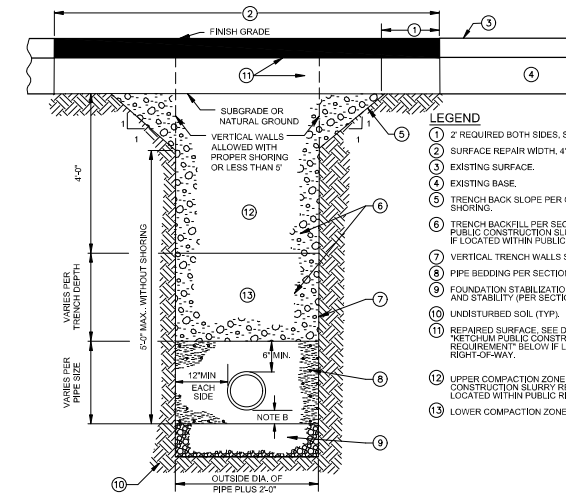 2
FINISH GRADE
3
1
11
4
SUBGRADE OR
NATURAL GROUND
1
1
VERTICAL WALLS
ALLOWED WITH
PROPER SHORING
OR LESS THAN 5'
1
1
5
4'-0"
12
6
5'-0" MAX. WITHOUT SHORING
VARIES PER
TRENCH DEPTH
13
7
6" MIN.
12"MIN
EACH
SIDE
8
VARIES PER
PIPE SIZE
NOTE B
9
10
OUTSIDE DIA. OF
PIPE PLUS 2'-0"
LEGEND
1 2' REQUIRED BOTH SIDES, S
2 SURFACE REPAIR WIDTH, 4'
3 EXISTING SURFACE.
4 EXISTING BASE.
5 TRENCH BACK SLOPE PER
SHORING.
6 TRENCH BACKFILL PER SEC
PUBLIC CONSTRUCTION SL
IF LOCATED WITHIN PUBLIC
7 VERTICAL TRENCH WALLS S
8 PIPE BEDDING PER SECTION
9 FOUNDATION STABILIZATIO
AND STABILITY (PER SECTI
10 UNDISTURBED SOIL (TYP).
11 REPAIRED SURFACE, SEE D
"KETCHUM PUBLIC CONSTR
REQUIREMENT" BELOW IF L
RIGHT-OF-WAY.
12 UPPER COMPACTION ZONE
CONSTRUCTION SLURRY RE
LOCATED WITHIN PUBLIC RI
13 LOWER COMPACTION ZONE